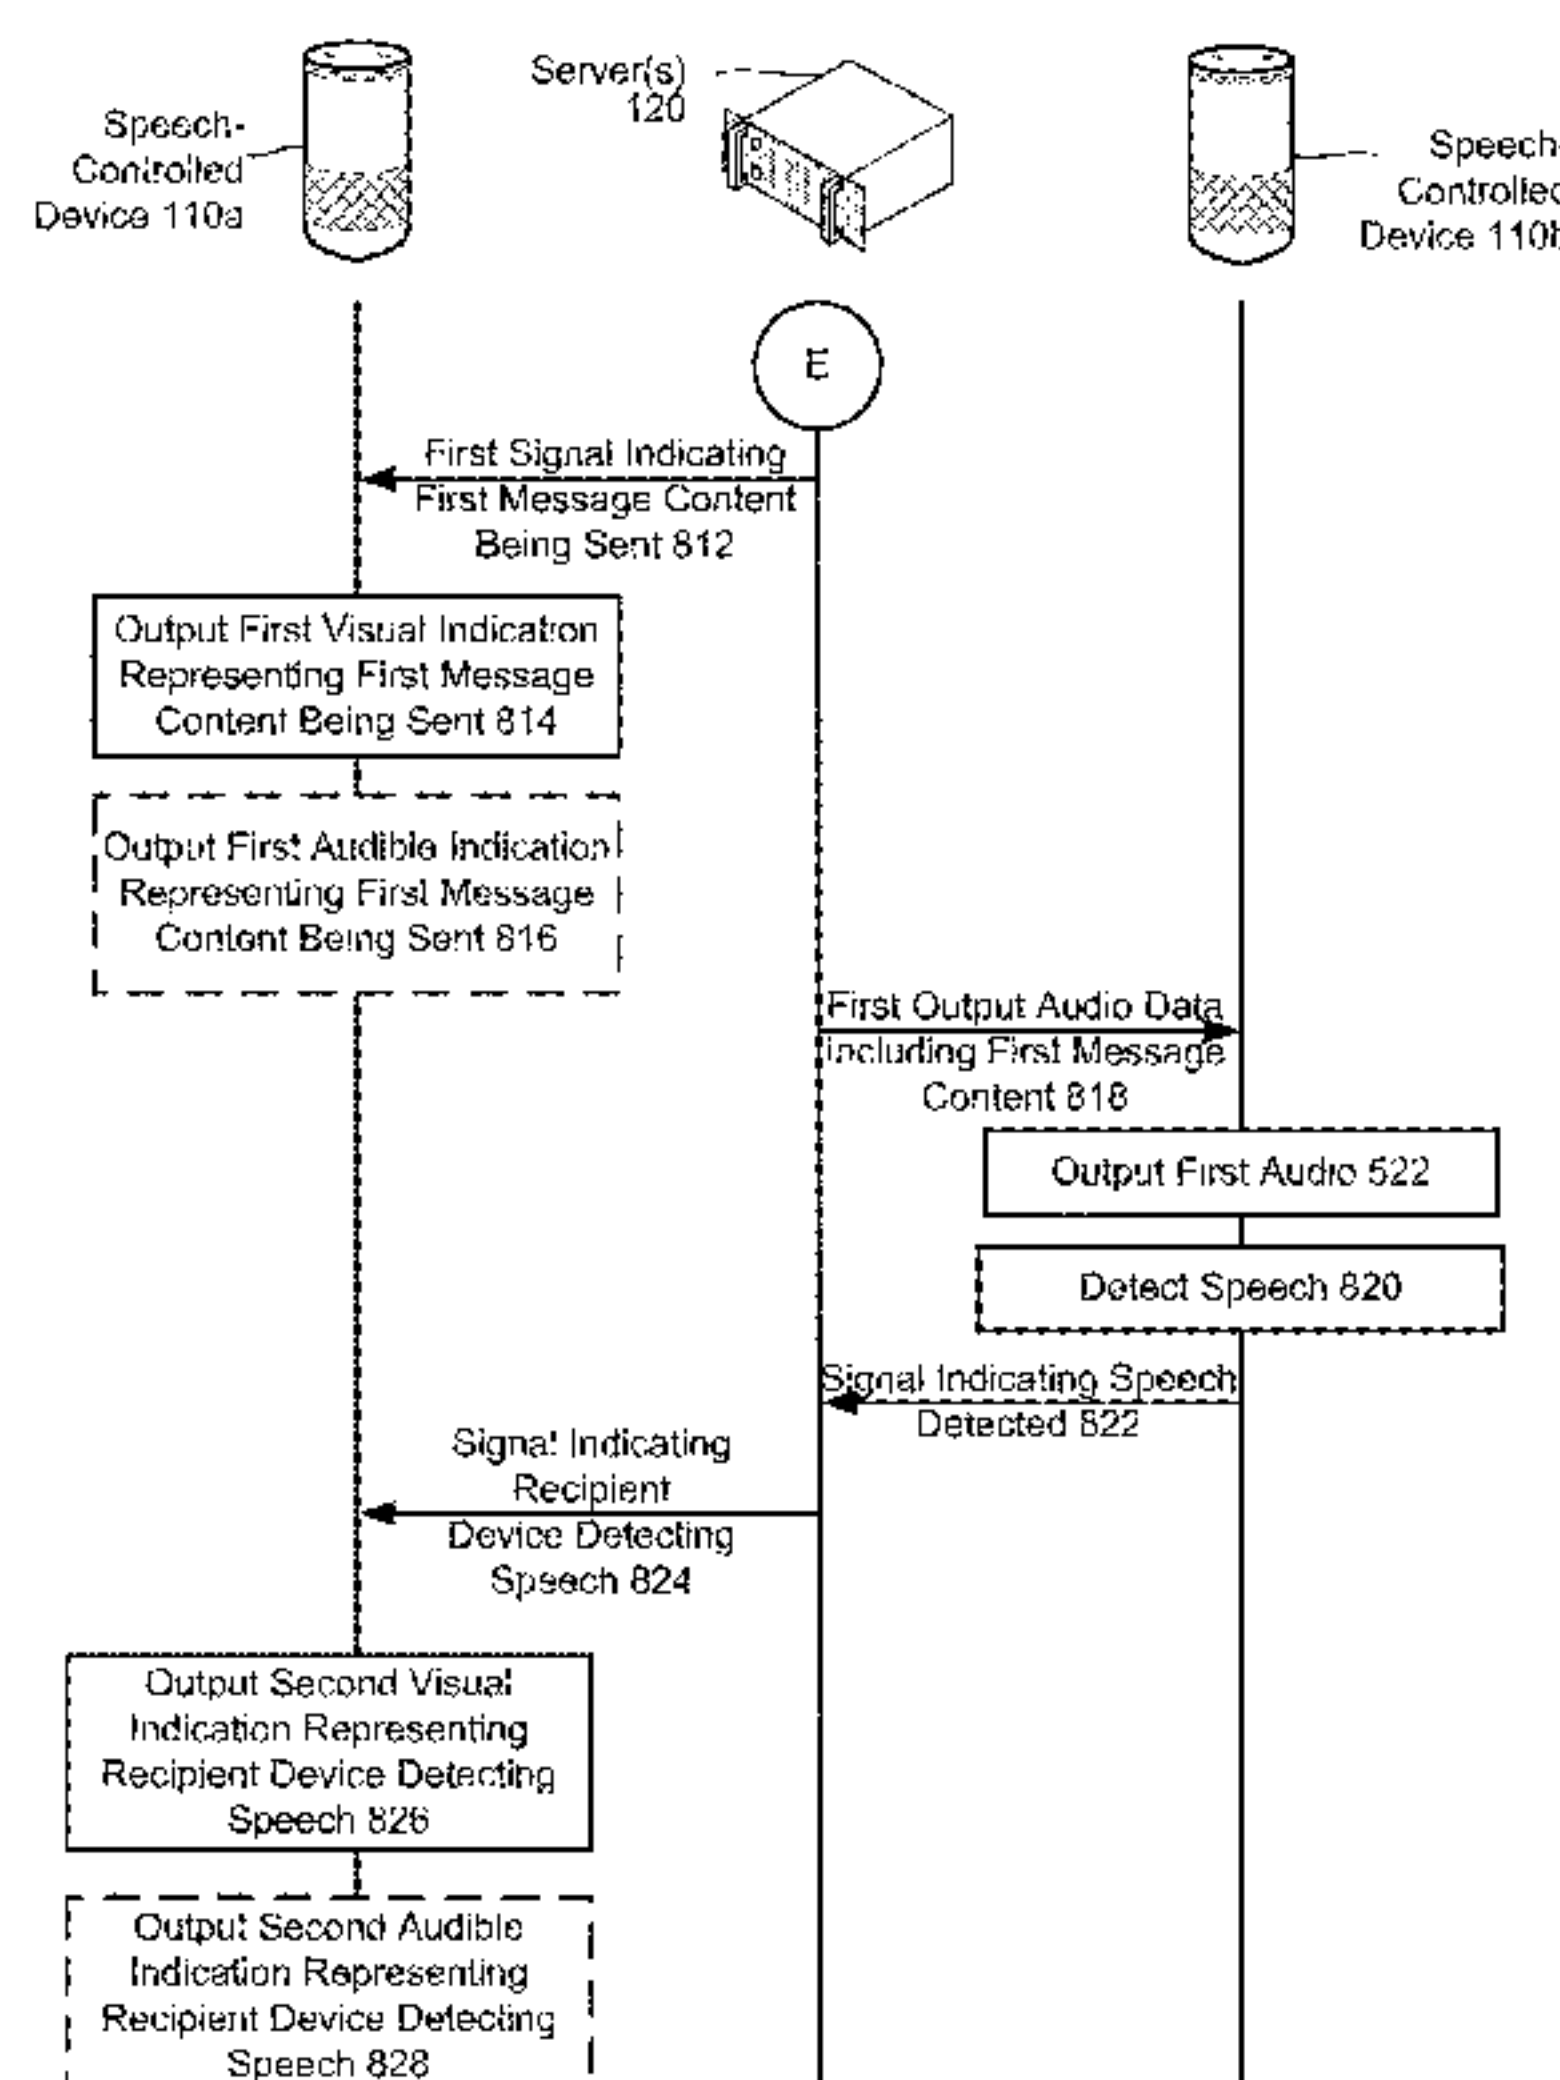 Speech-
Controlled
Device 110a
Server(s)
120
Speech-
Controlled
Device 110b
E
First Signal Indicating
First Message Content
Being Sent 812
Output First Visual Indication
Representing First Message
Content Being Sent 814
Output First Audible Indication
Representing First Message
Content Being Sent 816
First Output Audio Data
including First Message
Content 818
Output First Audio 522
Detect Speech 820
Signal Indicating Speech
Detected 822
Signal Indicating
Recipient
Device Detecting
Speech 824
Output Second Visual
Indication Representing
Recipient Device Detecting
Speech 826
Output Second Audible
Indication Representing
Recipient Device Detecting
Speech 828